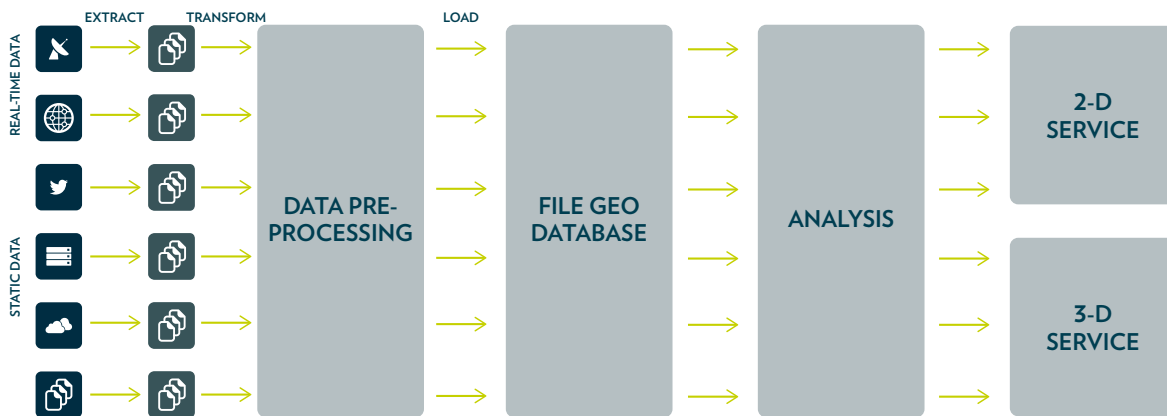 EXTRACT
TRANSFORM
LOAD
REAL-TIME DATA
STATIC DATA
DATA PRE-
PROCESSING
FILE GEO
DATABASE
ANALYSIS
2-D
SERVICE
3-D
SERVICE